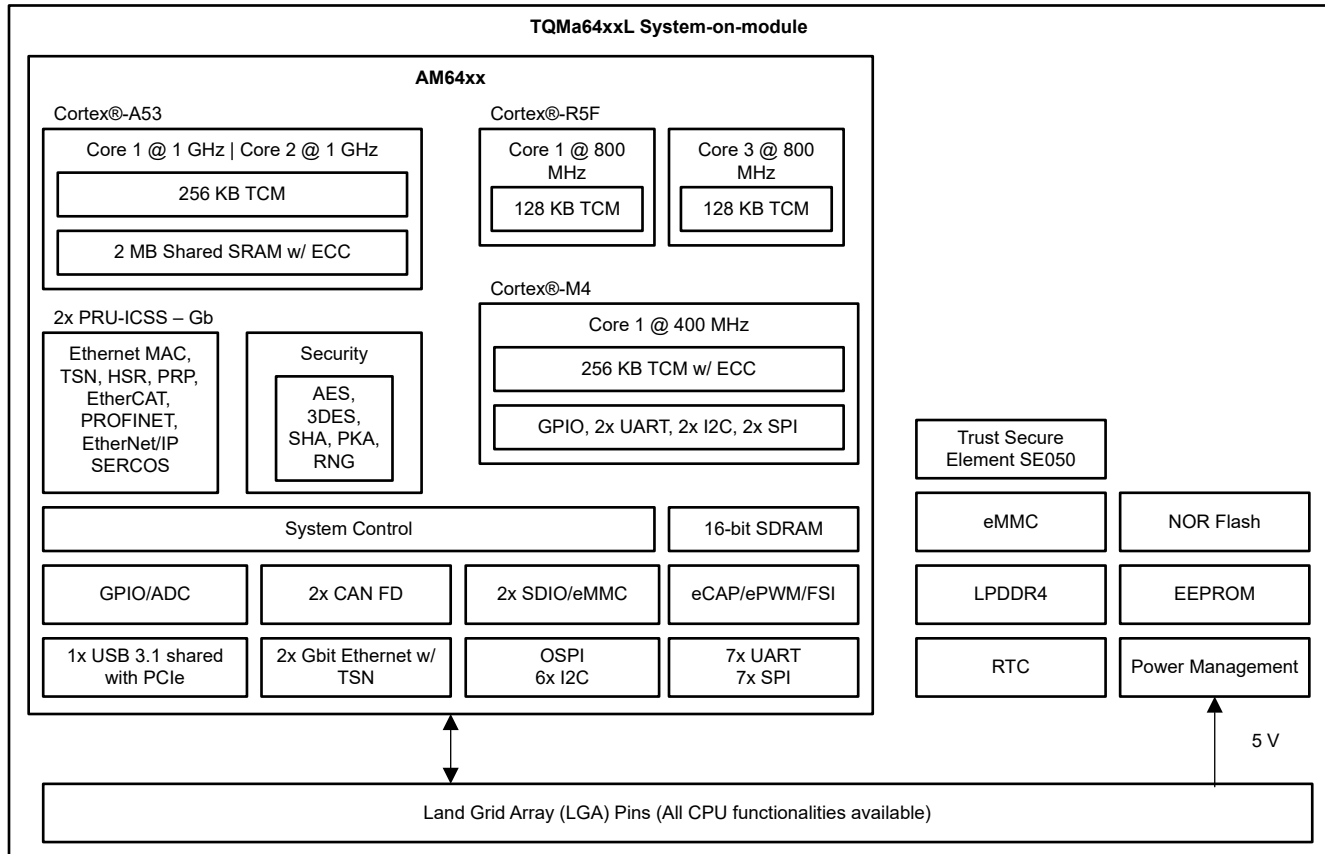 TQMa64xxL System-on-module
AM64xx
Cortex®-A53
Core 1 @ 1 GHz | Core 2 @ 1 GHz
256 KB TCM
2 MB Shared SRAM w/ ECC
Cortex®-R5F
Core 1 @ 800
MHz
128 KB TCM
Core 3 @ 800
MHz
128 KB TCM
Cortex®-M4
Core 1 @ 400 MHz
256 KB TCM w/ ECC
GPIO, 2x UART, 2x I2C, 2x SPI
2x PRU-ICSS – Gb
Ethernet MAC,
TSN, HSR, PRP,
EtherCAT,
PROFINET,
EtherNet/IP
SERCOS
Security
AES,
3DES,
SHA, PKA,
RNG
System Control
16-bit SDRAM
GPIO/ADC
2x CAN FD
2x SDIO/eMMC
eCAP/ePWM/FSI
1x USB 3.1 shared
with PCIe
2x Gbit Ethernet w/
TSN
OSPI
6x I2C
7x UART
7x SPI
Trust Secure
Element SE050
eMMC
NOR Flash
LPDDR4
EEPROM
RTC
Power Management
5 V
Land Grid Array (LGA) Pins (All CPU functionalities available)